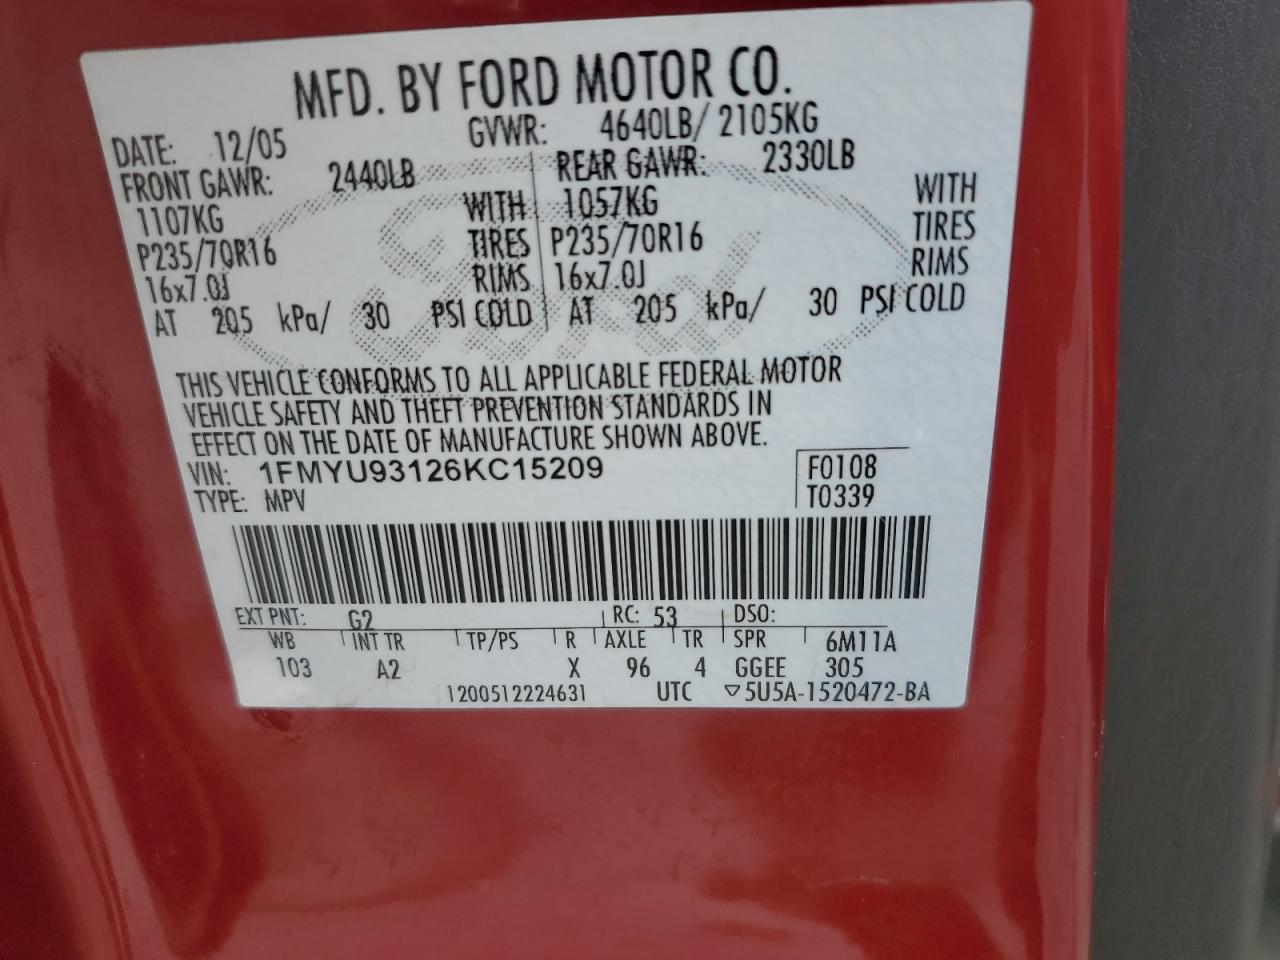 MFD. BY FORD MOTOR CO.
DATE: 12/05 GVWR: 4640LB/ 2105KG
FRONT GAWR: 2440LB REAR GAWR: 2330LB
1107KG WITH 1057KG WITH
P235/70R16 TIRES P235/70R16 TIRES
16x7.0J RIMS 16x7.0J RIMS
AT 205 kPa/ 30 PSI COLD AT 205 kPa/ 30 PSI COLD
Ford
THIS VEHICLE CONFORMS TO ALL APPLICABLE FEDERAL MOTOR
VEHICLE SAFETY AND THEFT PREVENTION STANDARDS IN
EFFECT ON THE DATE OF MANUFACTURE SHOWN ABOVE.
VIN: 1FMYU93126KC15209 F0108
TYPE: MPV T0339
EXT PNT: G2 RC: 53 DSO:
WB INT TR TP/PS R AXLE TR SPR 6M11A
103 A2 X 96 4 GGEE 305
1200512224631 UTC ▽5U5A-1520472-BA